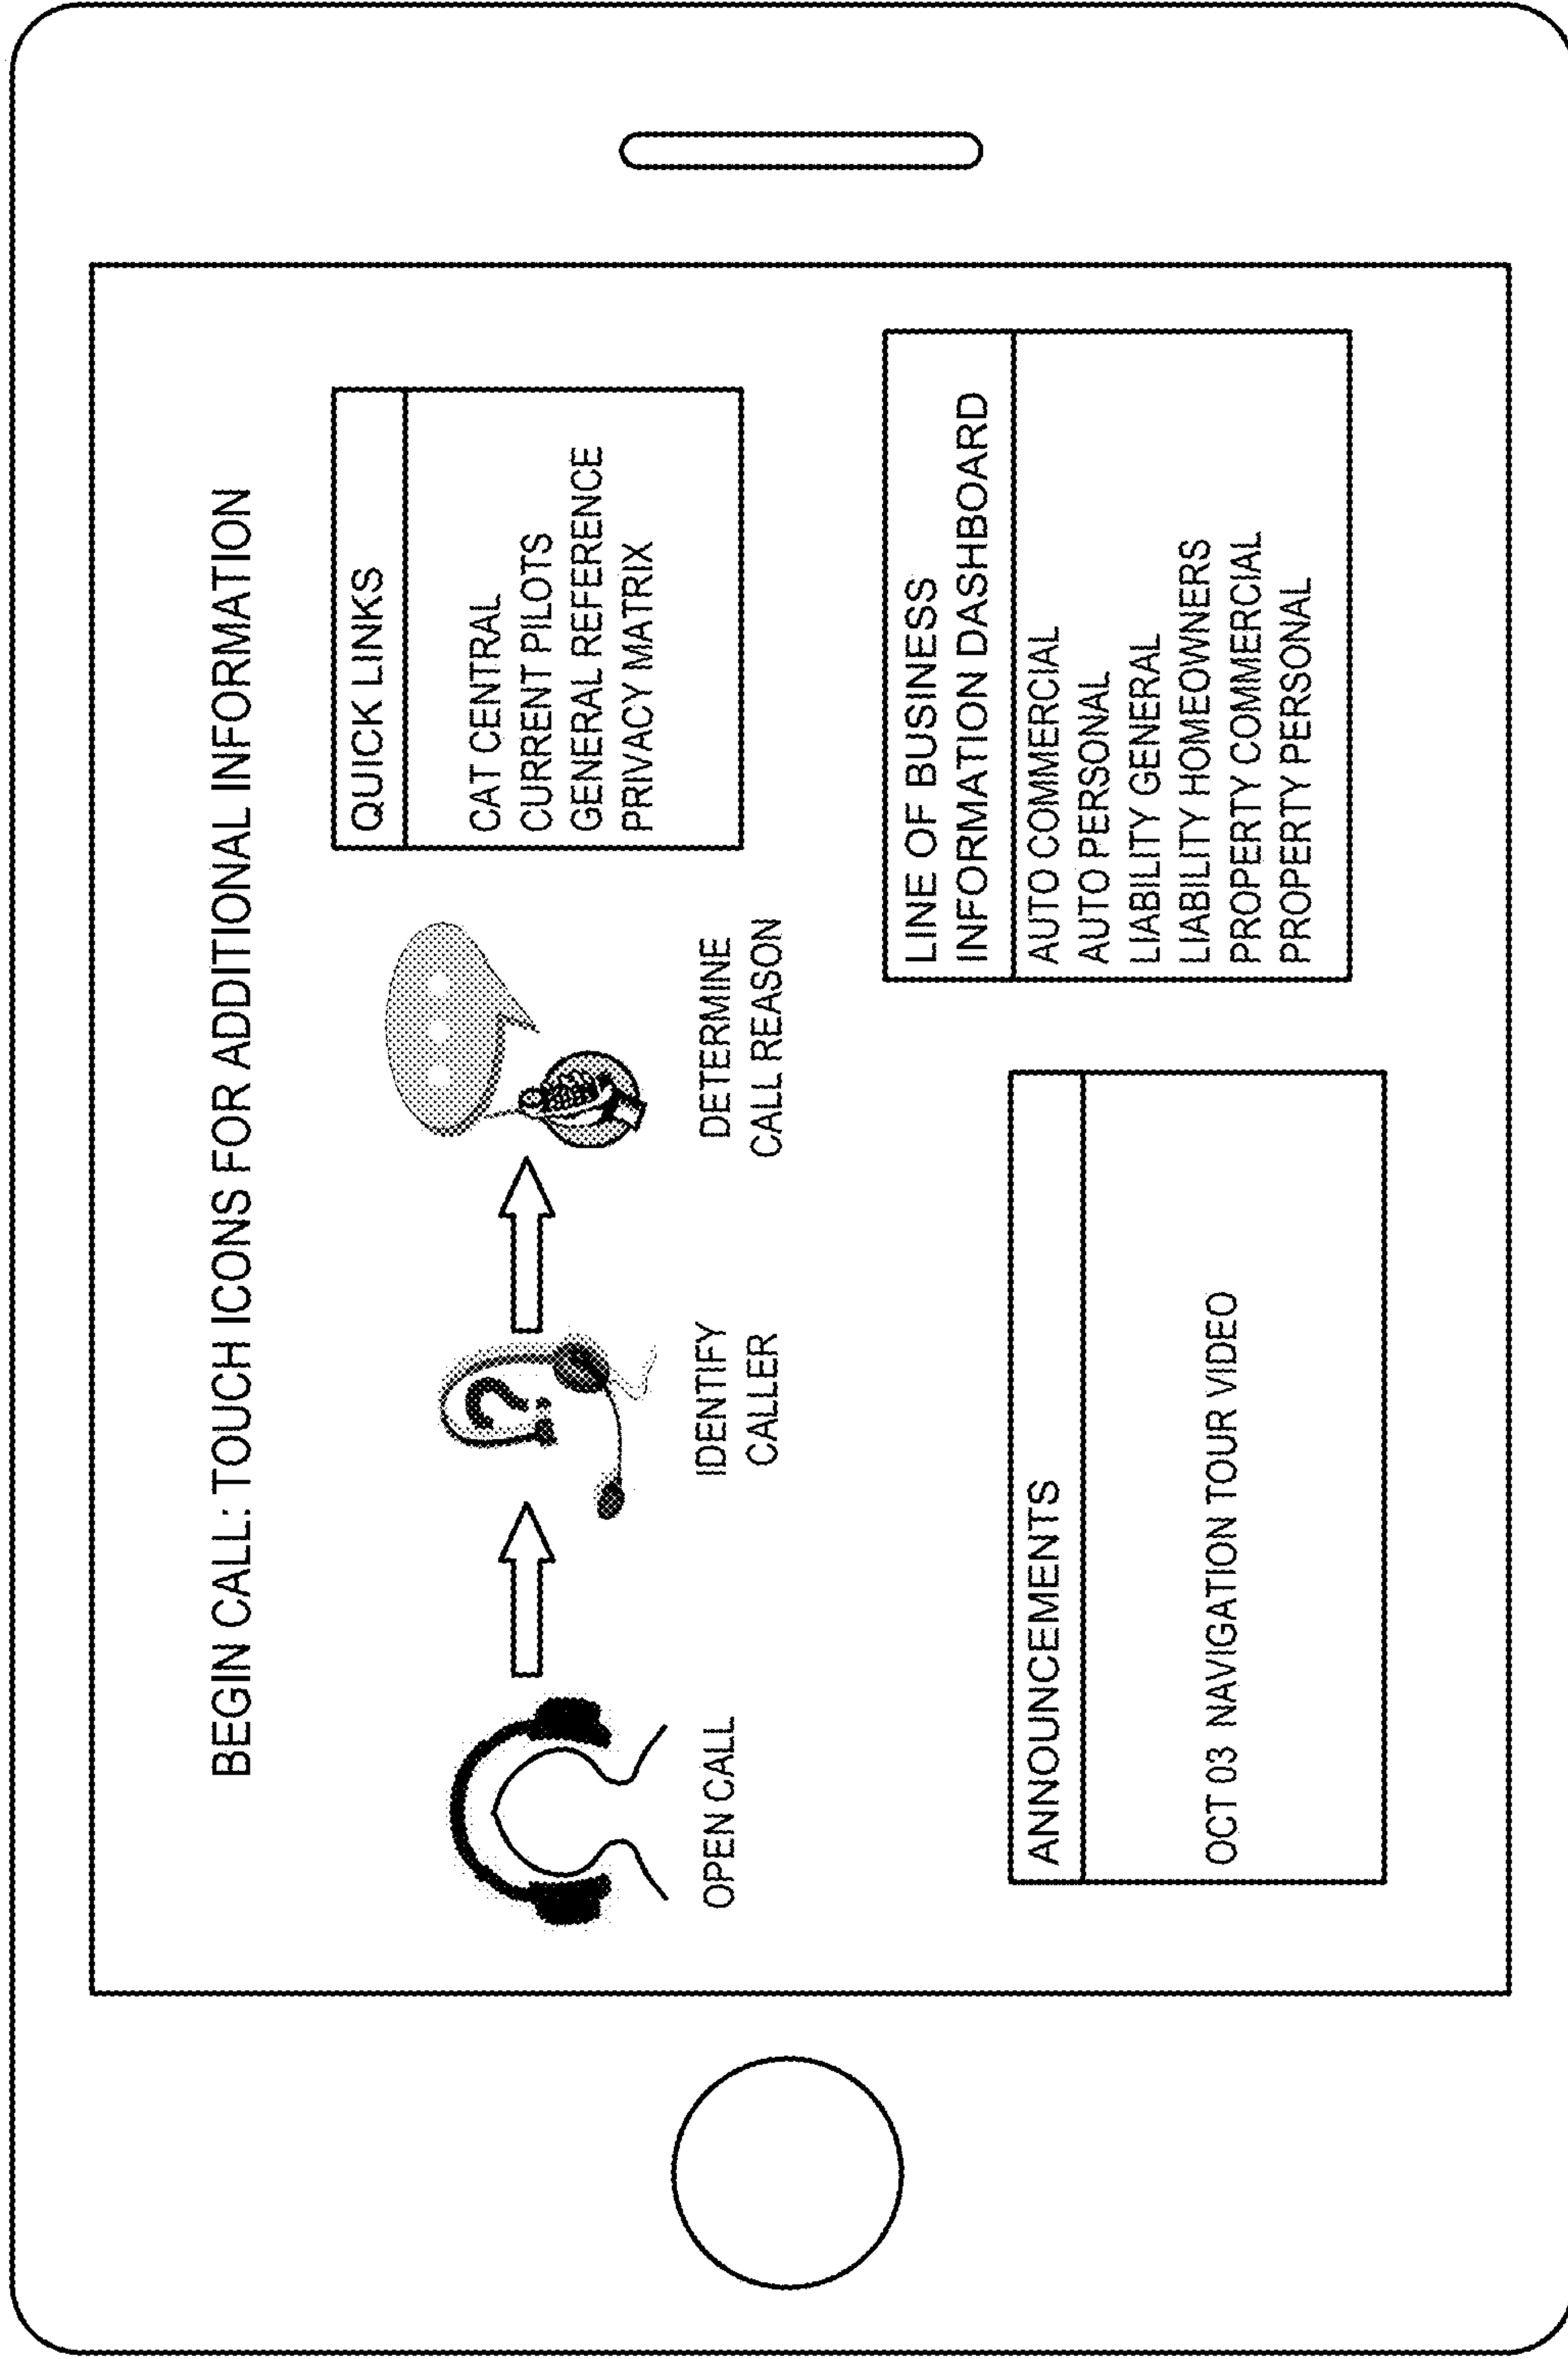 BEGIN CALL: TOUCH ICONS FOR ADDITIONAL INFORMATION
OPEN CALL
IDENTIFY
CALLER
DETERMINE
CALL REASON
QUICK LINKS
CAT CENTRAL
CURRENT PILOTS
GENERAL REFERENCE
PRIVACY MATRIX
ANNOUNCEMENTS
OCT 03 NAVIGATION TOUR VIDEO
LINE OF BUSINESS
INFORMATION DASHBOARD
AUTO COMMERCIAL
AUTO PERSONAL
LIABILITY GENERAL
LIABILITY HOMEOWNERS
PROPERTY COMMERCIAL
PROPERTY PERSONAL